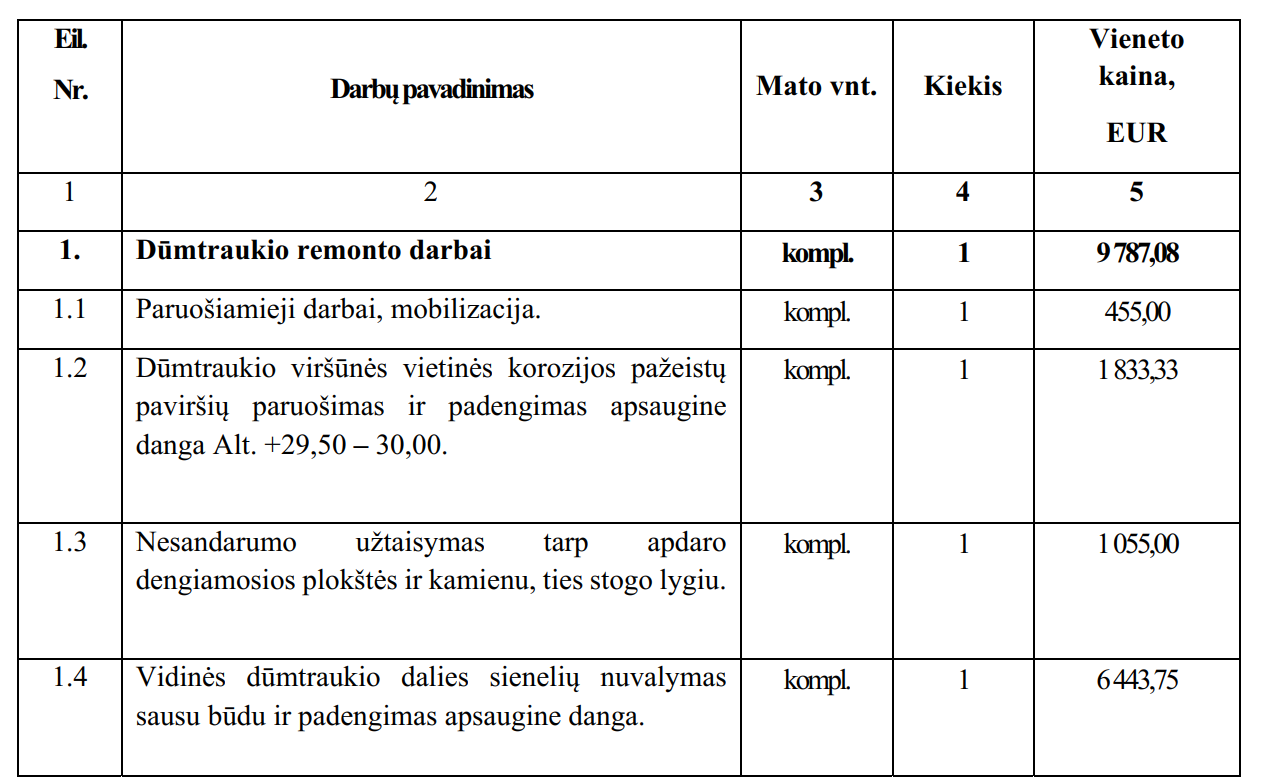 Eil.
Nr.
Darbų pavadinimas
Mato vnt.
Kiekis
Vieneto
kaina,
EUR
1 2 3 4 5
1. Dūmtraukio remonto darbai kompl. 1 9 787,08
1.1 Paruošiamieji darbai, mobilizacija. kompl. 1 455,00
1.2 Dūmtraukio viršūnės vietinės korozijos pažeistų kompl. 1 1 833,33
paviršių paruošimas ir padengimas apsaugine
danga Alt. +29,50 – 30,00.
1.3 Nesandarumo užtaisymas tarp apdaro kompl. 1 1 055,00
dengiamosios plokštės ir kamienu, ties stogo lygiu.
1.4 Vidinės dūmtraukio dalies sienelių nuvalymas kompl. 1 6 443,75
sausu būdu ir padengimas apsaugine danga.